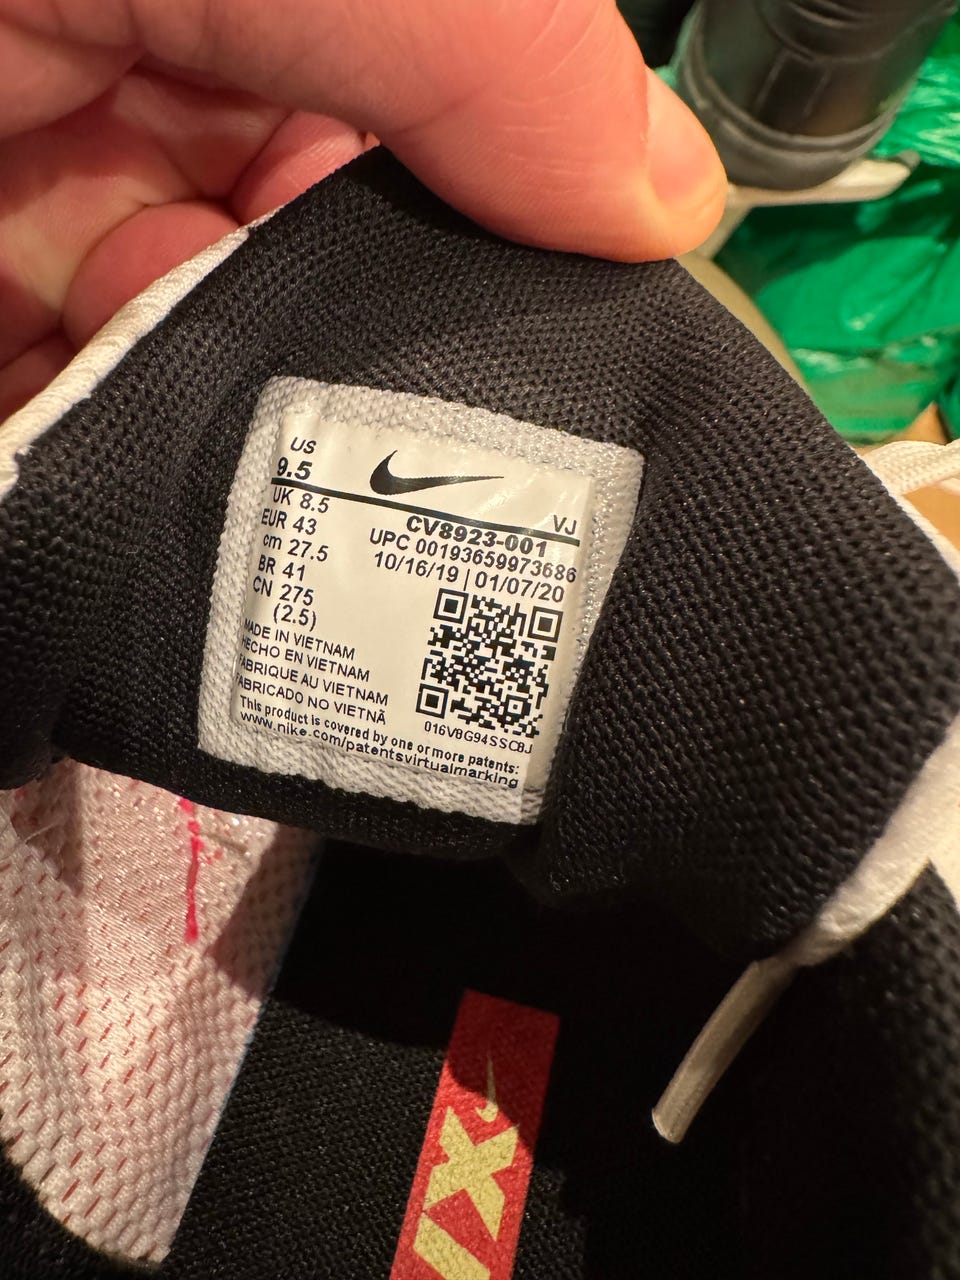 US
9.5
VJ
UK 8.5
EUR 43
cm 27.5
BR 41
CN 275
(2.5)
CV8923-001
UPC 00193659973686
10/16/19 | 01/07/20
MADE IN VIETNAM
HECHO EN VIETNAM
FABRIQUE AU VIETNAM
FABRICADO NO VIETNÃ
016VBG94SSCBJ
This product is covered by one or more patents:
www.nike.com/patentsvirtualmarking